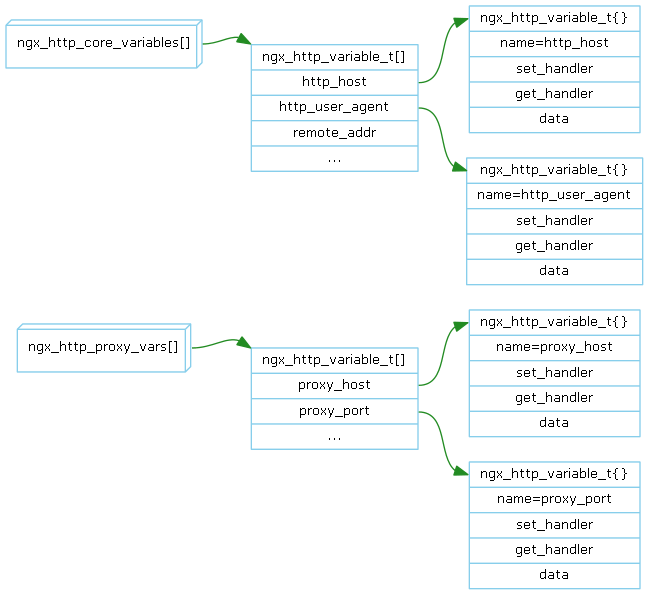 ngx_http_core_variables[]
ngx_http_variable_t[]
http_host
http_user_agent
remote_addr
...
ngx_http_variable_t{}
name=http_host
set_handler
get_handler
data
ngx_http_variable_t{}
name=http_user_agent
set_handler
get_handler
data
ngx_http_proxy_vars[]
ngx_http_variable_t[]
proxy_host
proxy_port
...
ngx_http_variable_t{}
name=proxy_host
set_handler
get_handler
data
ngx_http_variable_t{}
name=proxy_port
set_handler
get_handler
data